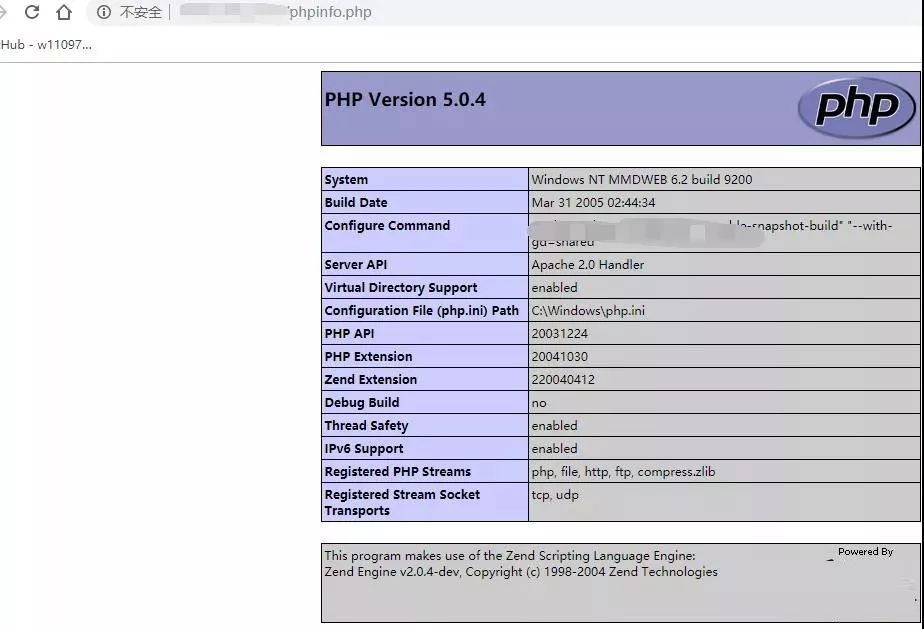 不安全 /phpinfo.php
Hub - w11097...
PHP Version 5.0.4
php
System Windows NT MMDWEB 6.2 build 9200
Build Date Mar 31 2005 02:44:34
Configure Command -snapshot-build" "--with-
gd=shared
Server API Apache 2.0 Handler
Virtual Directory Support enabled
Configuration File (php.ini) Path C:\Windows\php.ini
PHP API 20031224
PHP Extension 20041030
Zend Extension 220040412
Debug Build no
Thread Safety enabled
IPv6 Support enabled
Registered PHP Streams php, file, http, ftp, compress.zlib
Registered Stream Socket tcp, udp
Transports
This program makes use of the Zend Scripting Language Engine:
Powered By
Zend Engine v2.0.4-dev, Copyright (c) 1998-2004 Zend Technologies